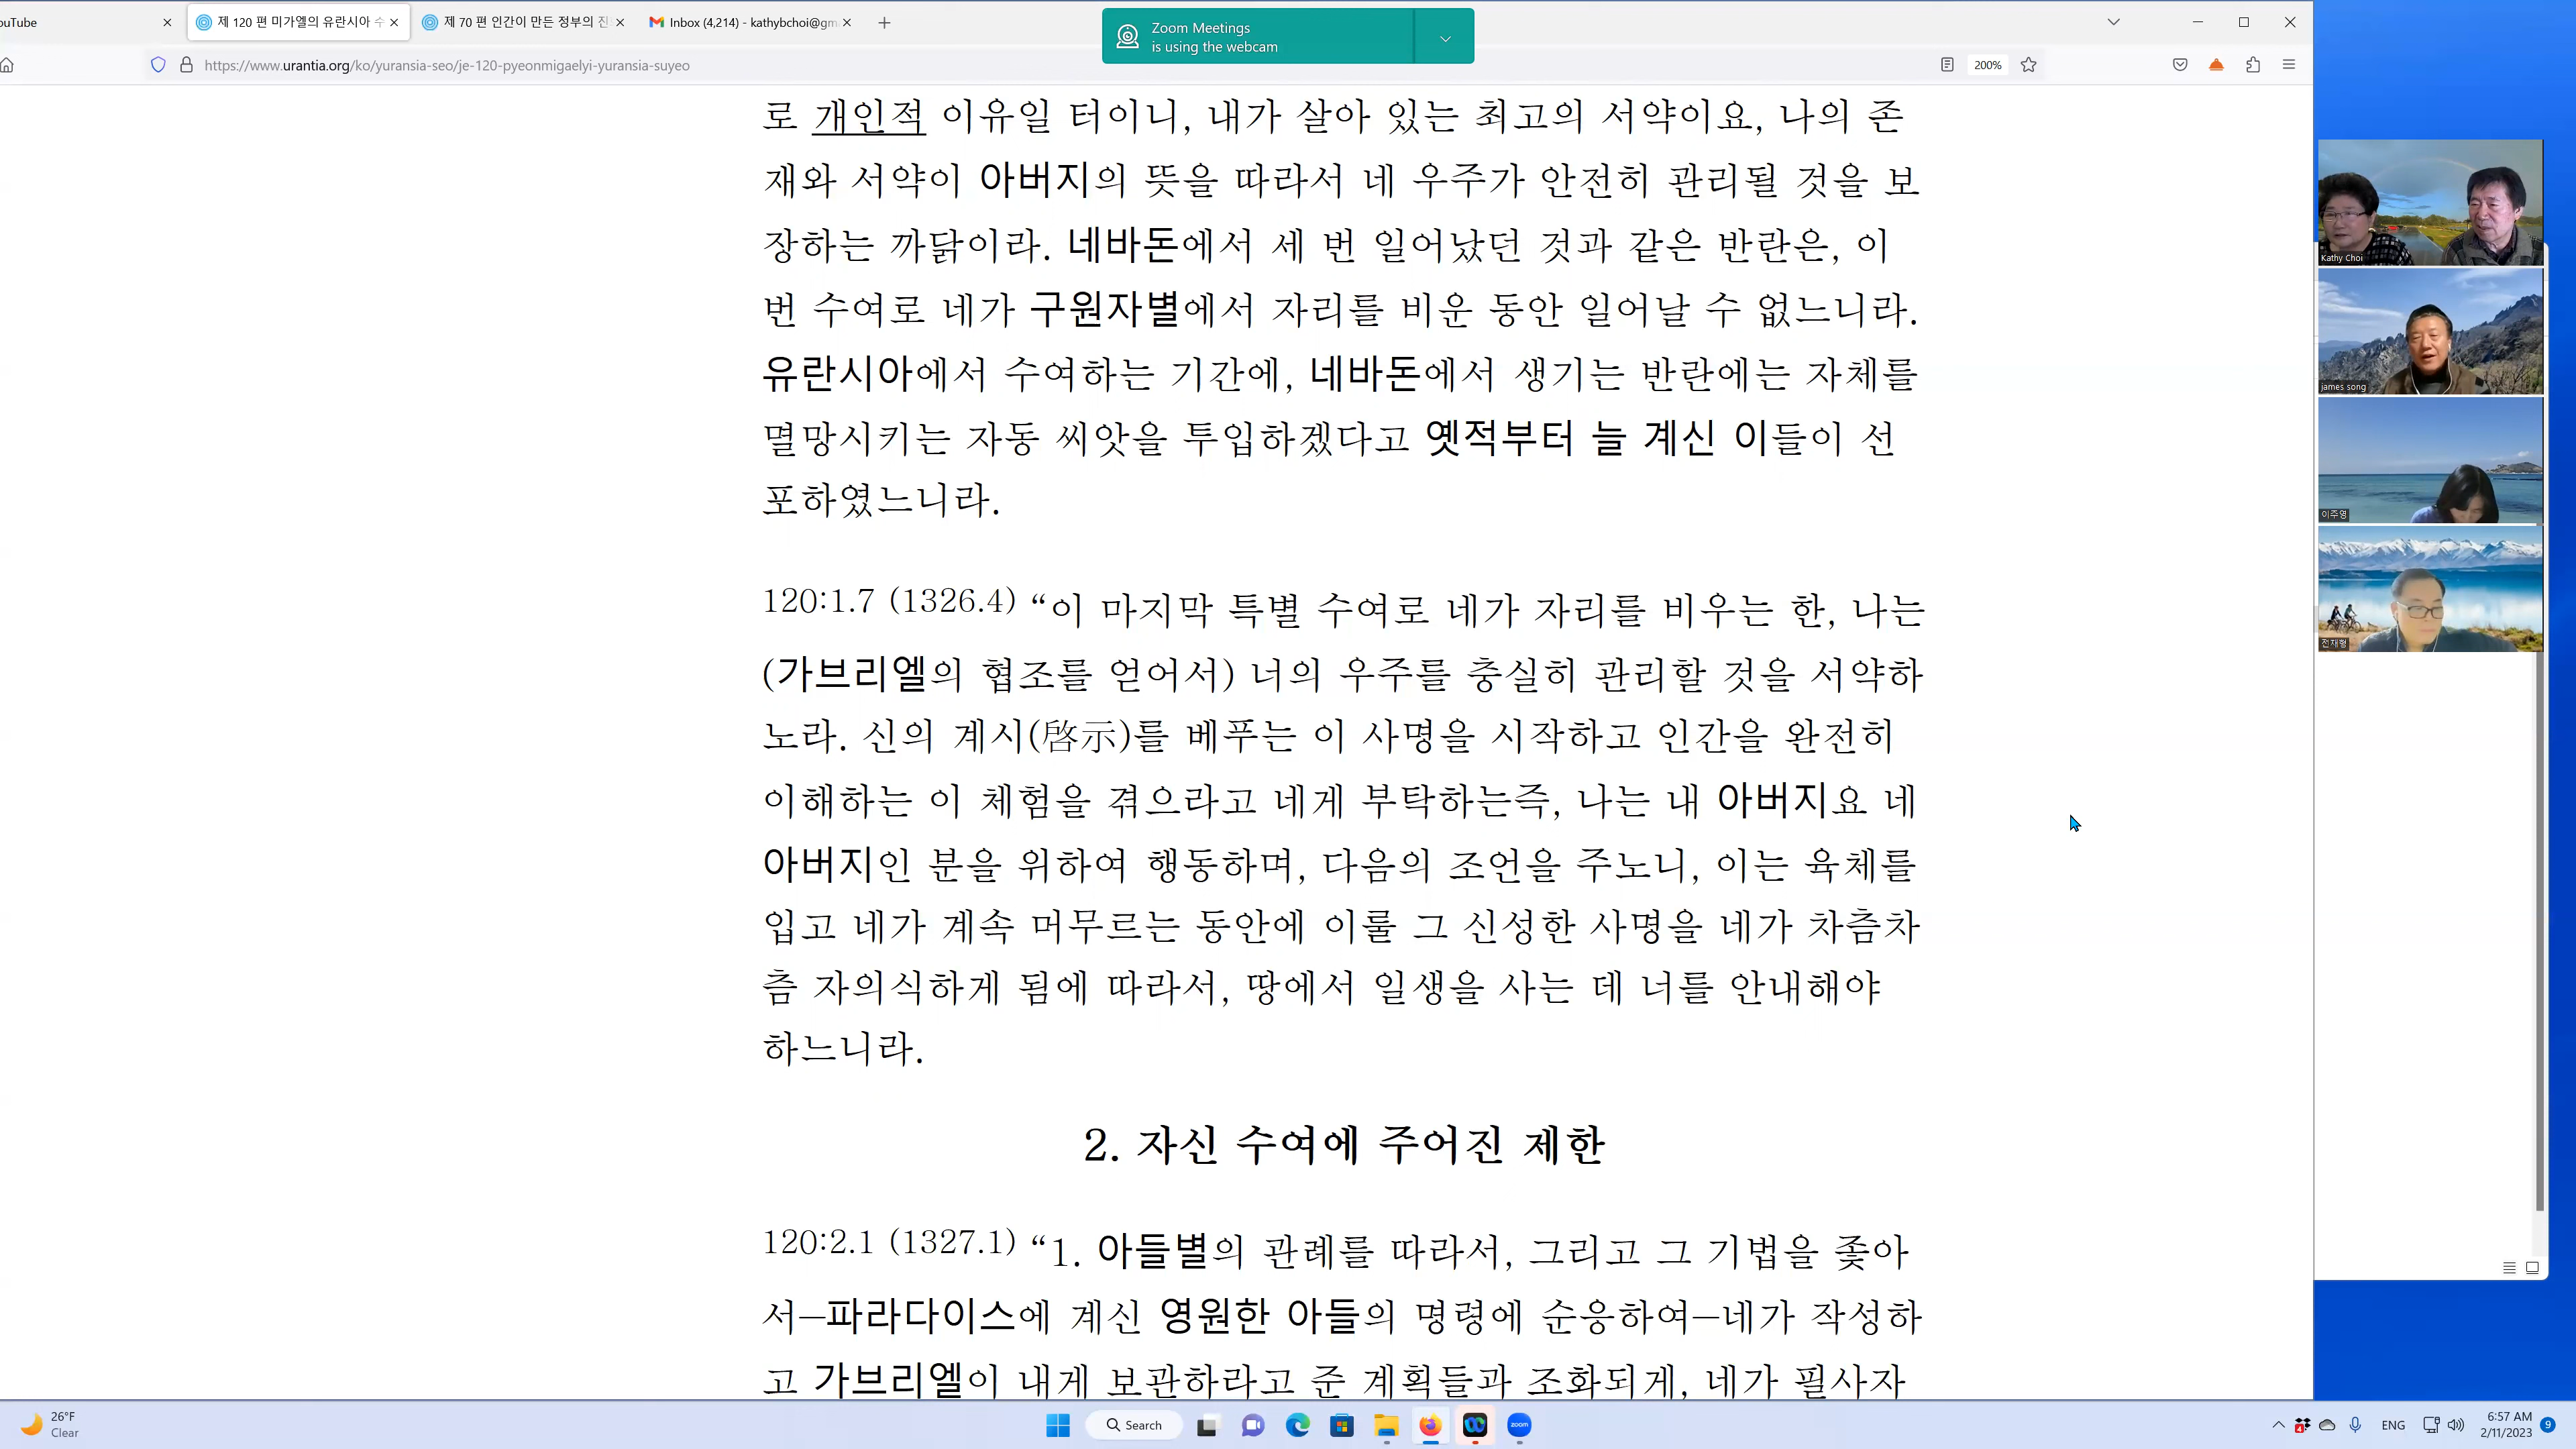 ouTube
제 120 편 미가엘의 유란시아 수
제 70 편 인간이 만든 정부의 진
Inbox (4,214) - kathybchoi@gm
Zoom Meetings
is using the webcam
https://www.urantia.org/ko/yuransia-seo/je-120-pyeonmigaelyi-yuransia-suyeo
200%
로 개인적 이유일 터이니, 내가 살아 있는 최고의 서약이요, 나의 존
재와 서약이 아버지의 뜻을 따라서 네 우주가 안전히 관리될 것을 보
장하는 까닭이라. 네바돈에서 세 번 일어났던 것과 같은 반란은, 이
번 수여로 네가 구원자별에서 자리를 비운 동안 일어날 수 없느니라.
유란시아에서 수여하는 기간에, 네바돈에서 생기는 반란에는 자체를
멸망시키는 자동 씨앗을 투입하겠다고 옛적부터 늘 계신 이들이 선
포하였느니라.
120:1.7 (1326.4) “이 마지막 특별 수여로 네가 자리를 비우는 한, 나는
(가브리엘의 협조를 얻어서) 너의 우주를 충실히 관리할 것을 서약하
노라. 신의 계시(啓示)를 베푸는 이 사명을 시작하고 인간을 완전히
이해하는 이 체험을 겪으라고 네게 부탁하는즉, 나는 내 아버지요 네
아버지인 분을 위하여 행동하며, 다음의 조언을 주노니, 이는 육체를
입고 네가 계속 머무르는 동안에 이룰 그 신성한 사명을 네가 차츰차
츰 자의식하게 됨에 따라서, 땅에서 일생을 사는 데 너를 안내해야
하느니라.
2. 자신 수여에 주어진 제한
120:2.1 (1327.1) “1. 아들별의 관례를 따라서, 그리고 그 기법을 좇아
서—파라다이스에 계신 영원한 아들의 명령에 순응하여—네가 작성하
고 가브리엘이 내게 보관하라고 준 계획들과 조화되게, 네가 필사자
Kathy Choi
james song
이주영
전재형
26°F
Clear
Search
zoom
ENG
6:57 AM
2/11/2023
9